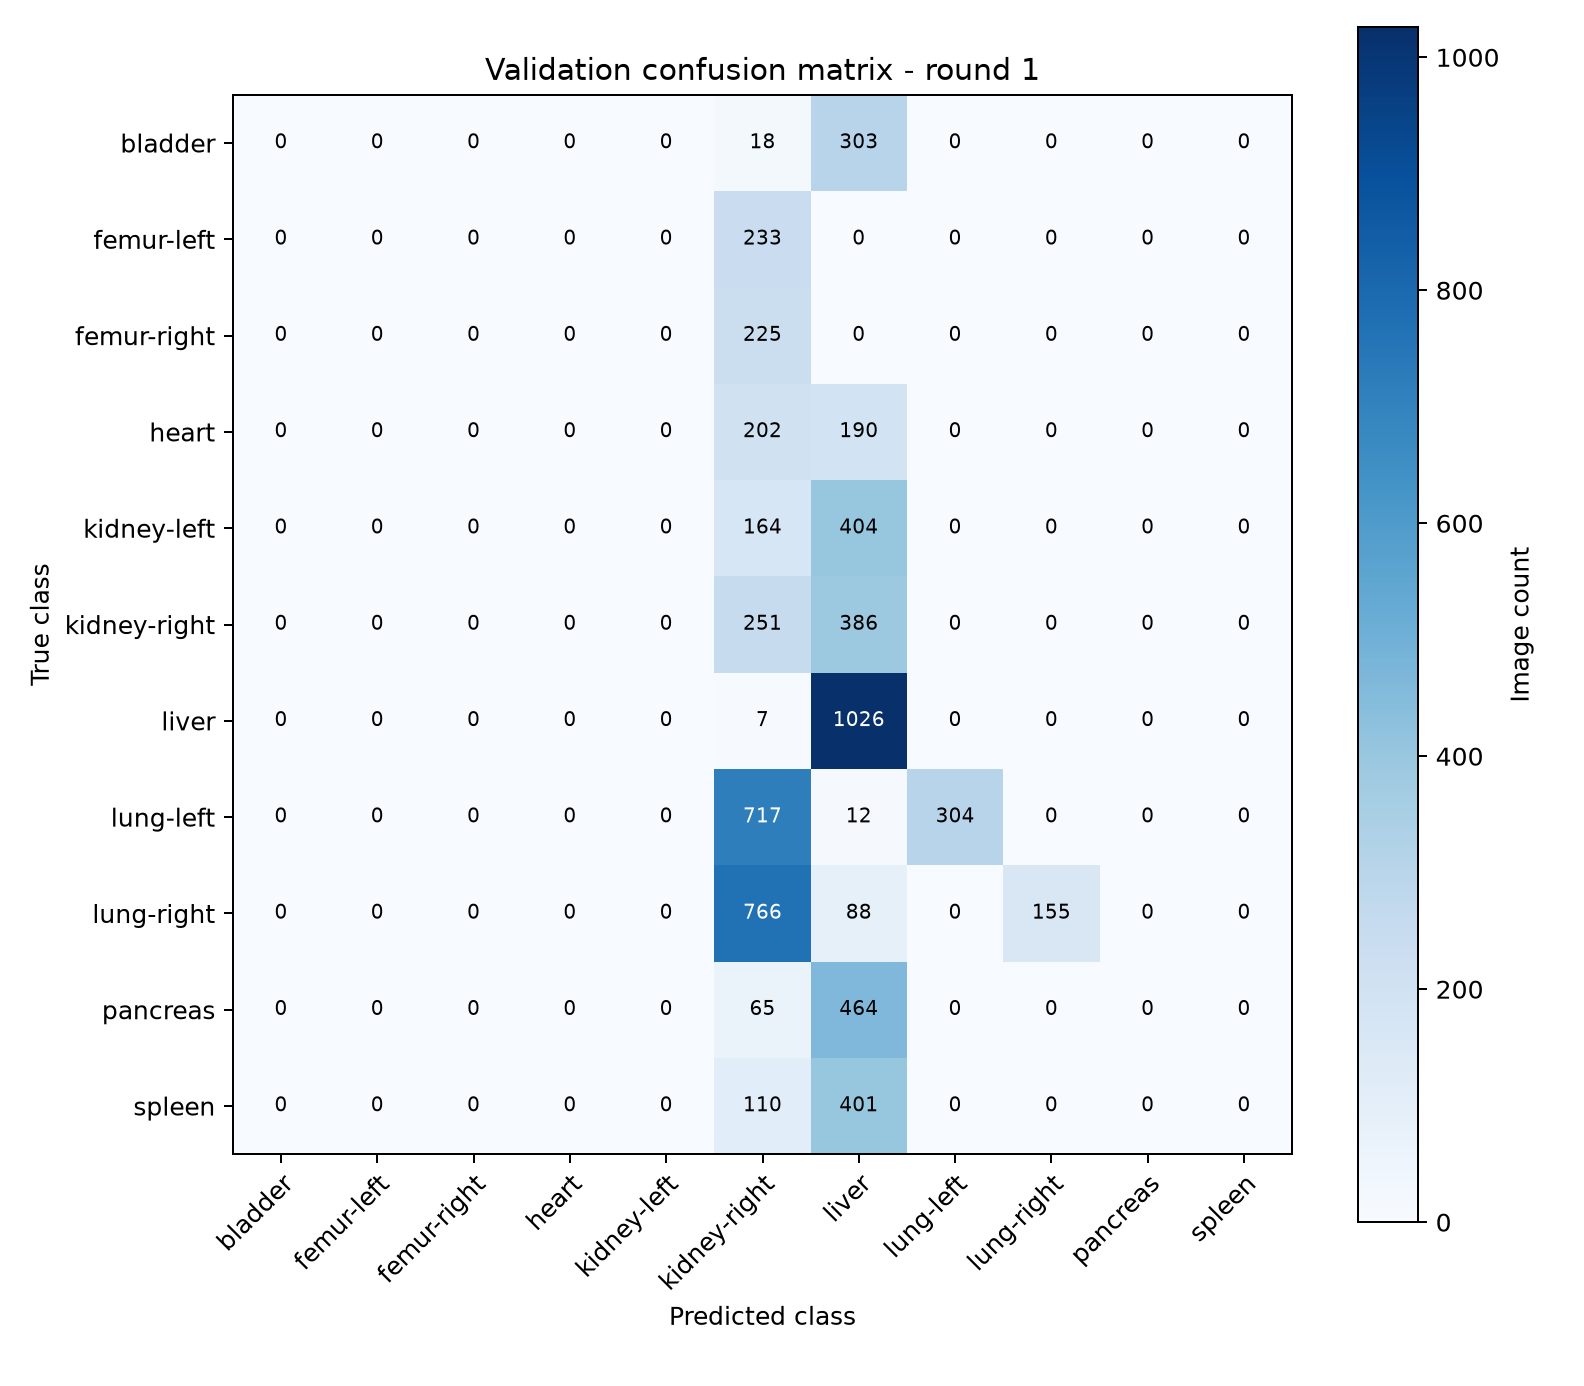 Validation confusion matrix - round 1
bladder 0 0 0 0 0 18 303 0 0 0 0
femur-left 0 0 0 0 0 233 0 0 0 0 0
femur-right 0 0 0 0 0 225 0 0 0 0 0
heart 0 0 0 0 0 202 190 0 0 0 0
kidney-left 0 0 0 0 0 164 404 0 0 0 0
kidney-right 0 0 0 0 0 251 386 0 0 0 0
liver 0 0 0 0 0 7 1026 0 0 0 0
lung-left 0 0 0 0 0 717 12 304 0 0 0
lung-right 0 0 0 0 0 766 88 0 155 0 0
pancreas 0 0 0 0 0 65 464 0 0 0 0
spleen 0 0 0 0 0 110 401 0 0 0 0
True class
bladder femur-left femur-right heart kidney-left kidney-right liver lung-left lung-right pancreas spleen
Predicted class
1000
800
600
400
200
0
Image count